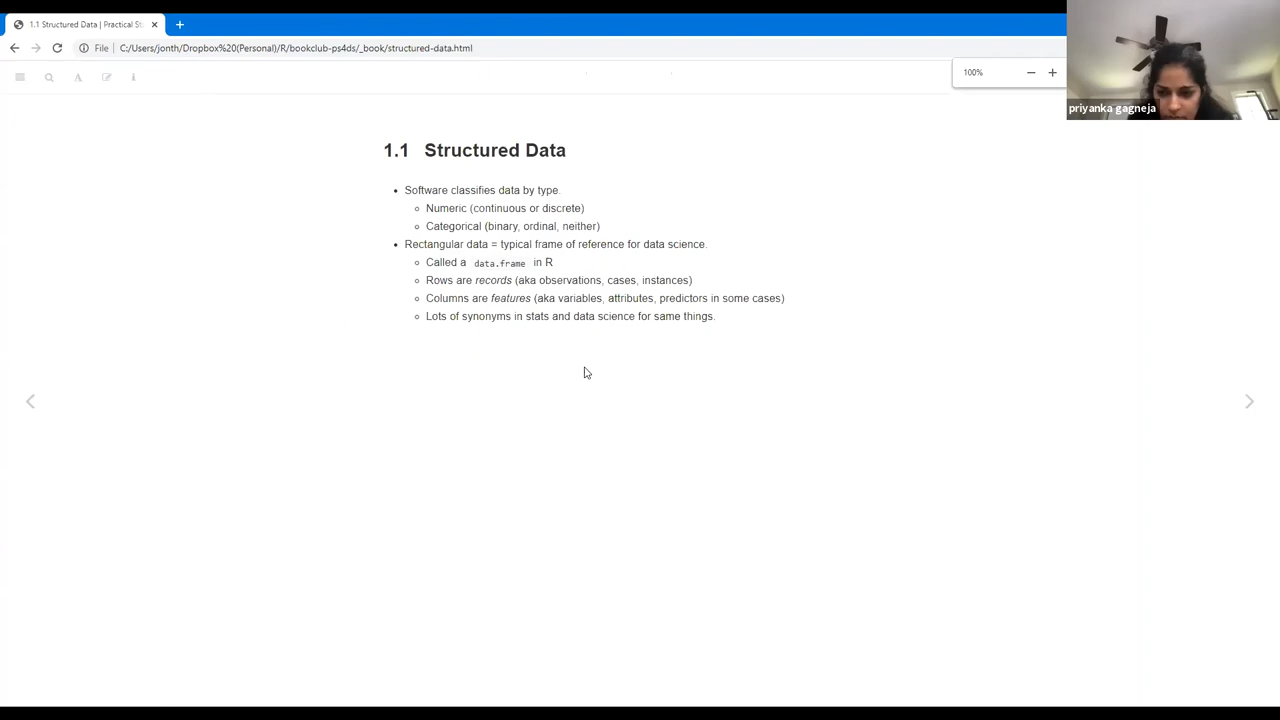 1.1 Structured Data | Practical St
File C:/Users/jonth/Dropbox%20(Personal)/R/bookclub-ps4ds/_book/structured-data.html
100%
priyanka gagneja
1.1 Structured Data
• Software classifies data by type.
◦ Numeric (continuous or discrete)
◦ Categorical (binary, ordinal, neither)
• Rectangular data = typical frame of reference for data science.
◦ Called a data.frame in R
◦ Rows are records (aka observations, cases, instances)
◦ Columns are features (aka variables, attributes, predictors in some cases)
◦ Lots of synonyms in stats and data science for same things.